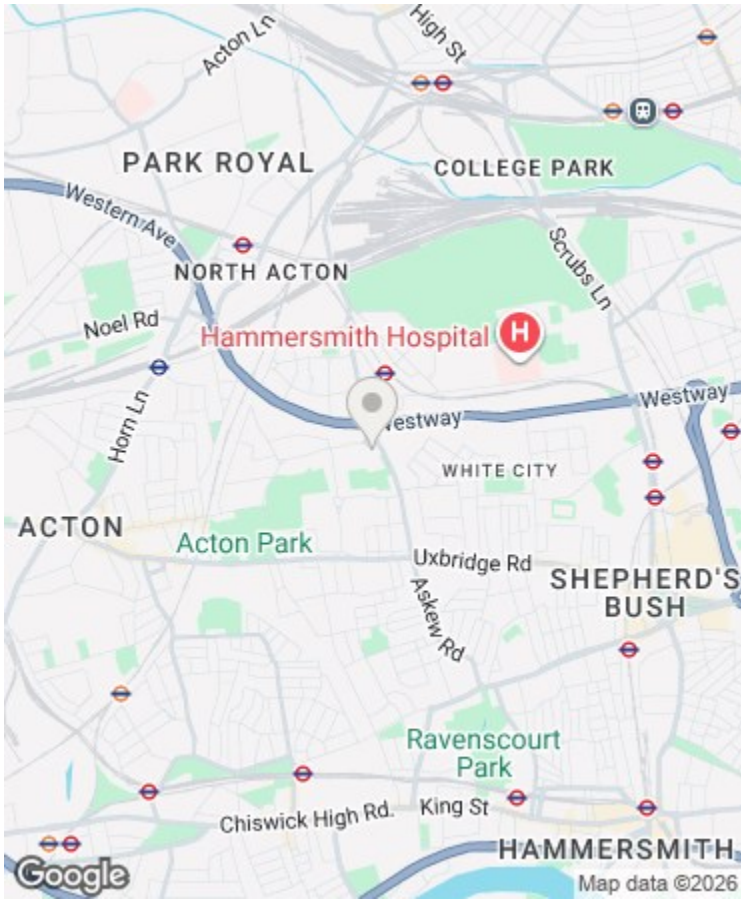 Acton Ln
High St
PARK ROYAL
COLLEGE PARK
Western Ave
Scrubs Ln
NORTH ACTON
Noel Rd
Hammersmith Hospital
H
Horn Ln
Westway
Westway
WHITE CITY
ACTON
Acton Park
Uxbridge Rd
SHEPHERD'S
BUSH
Askew Rd
Ravenscourt
Park
Chiswick High Rd.
King St
HAMMERSMITH
Google
Map data ©2026